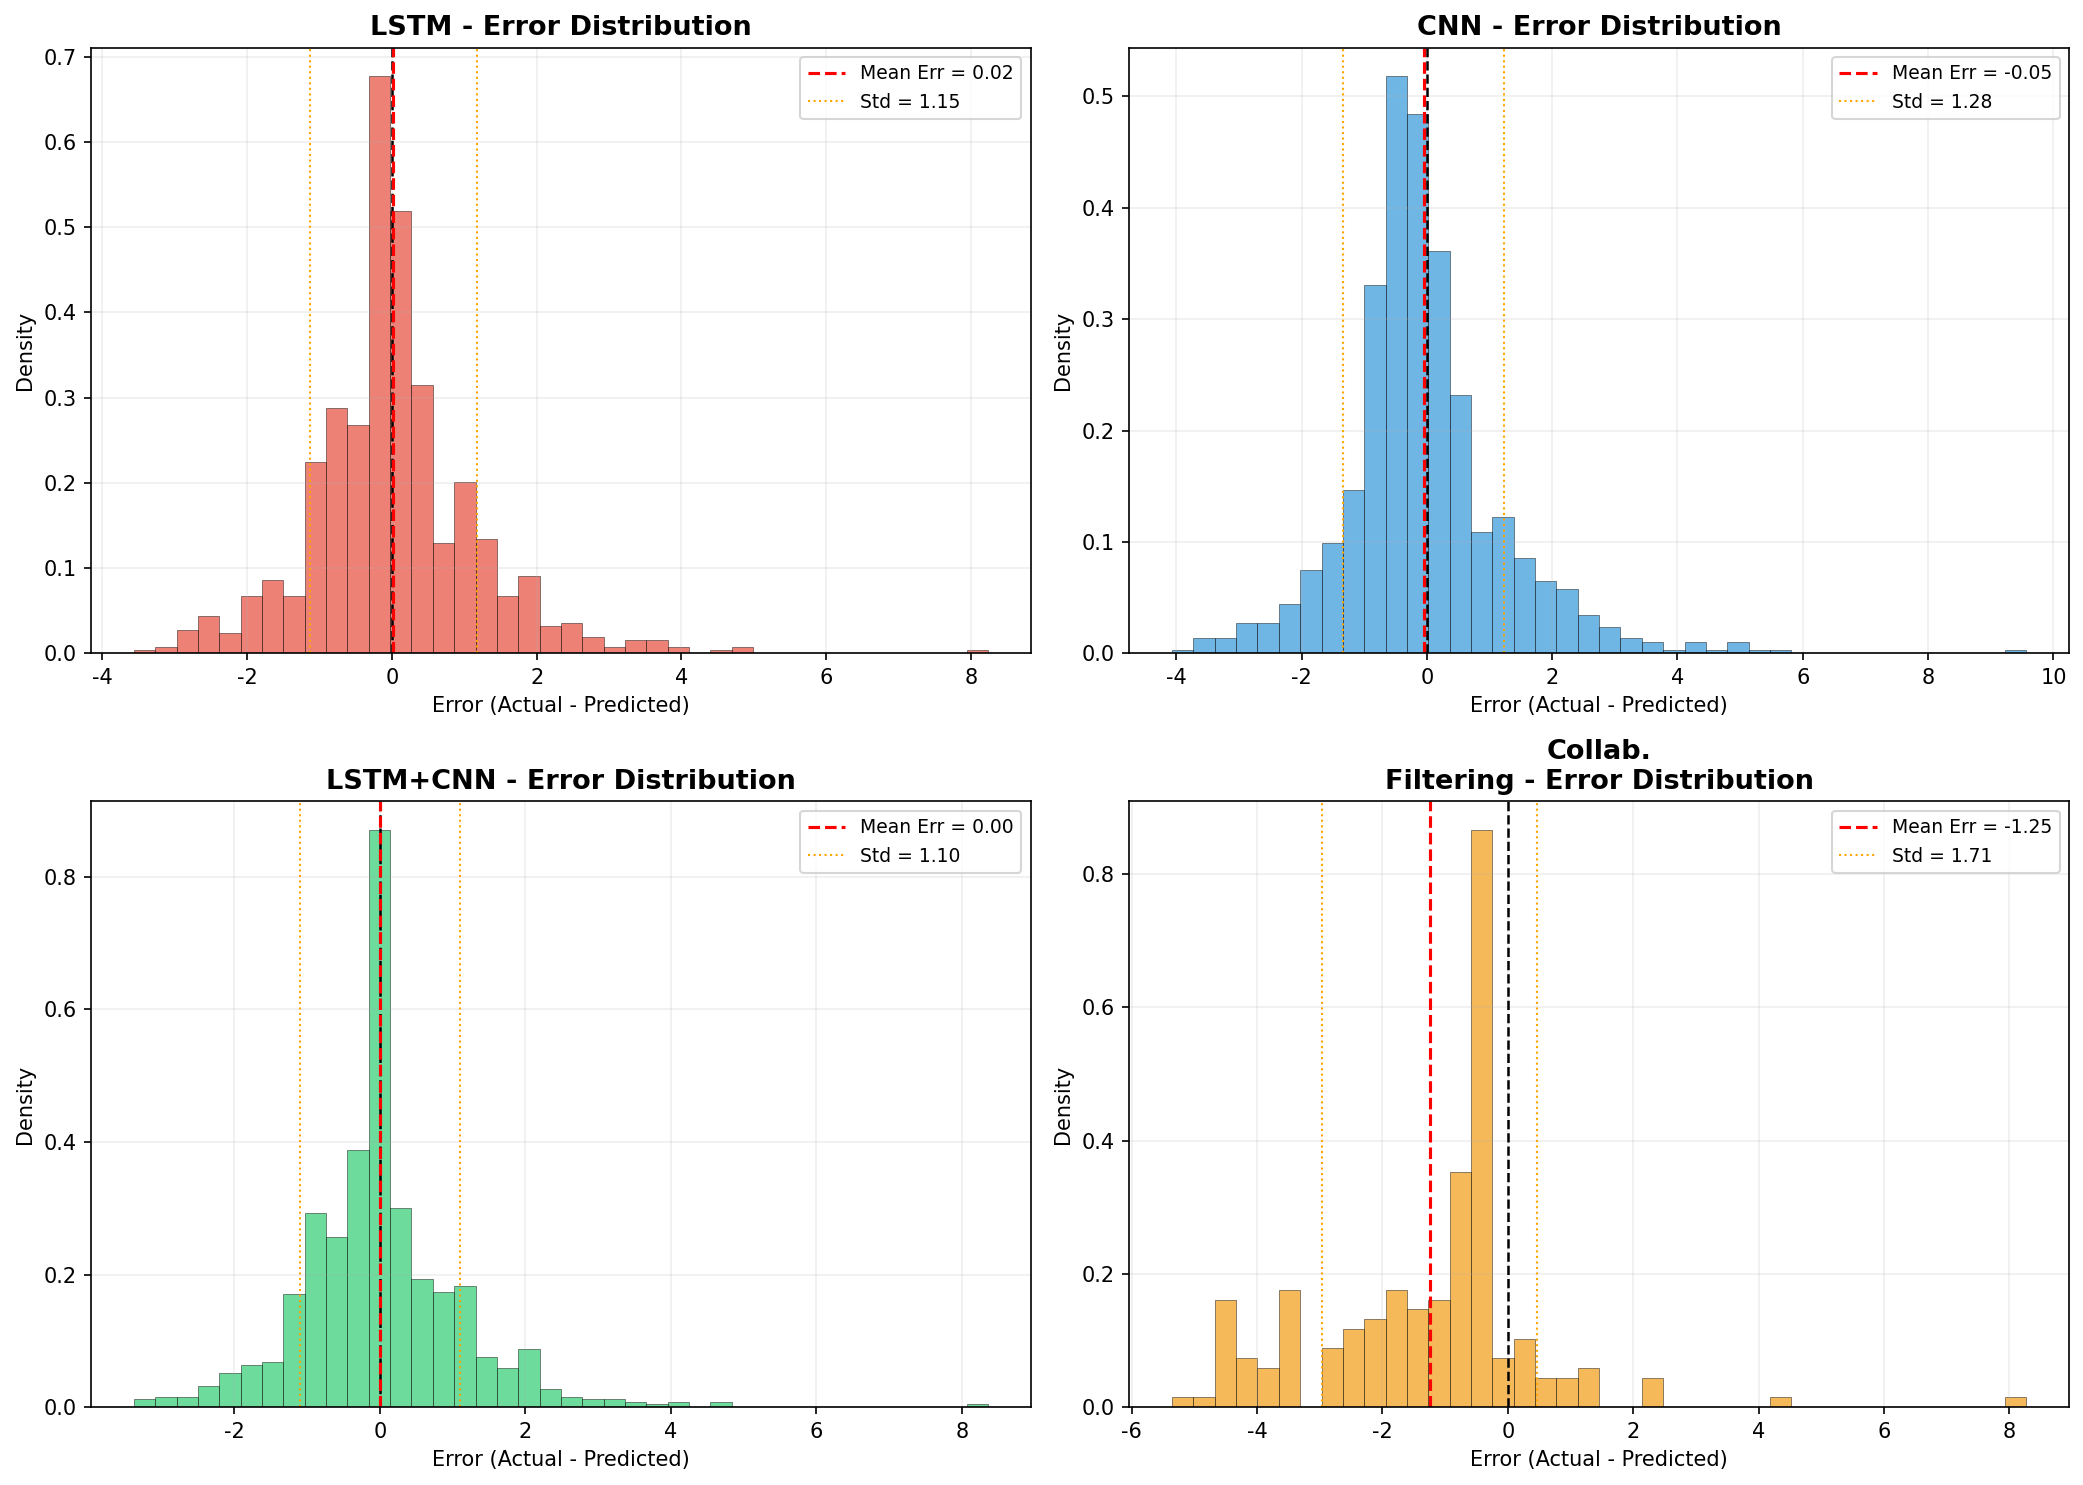 LSTM - Error Distribution
Mean Err = 0.02
Std = 1.15
0.7
0.6
0.5
0.4
0.3
0.2
0.1
0.0
Density
-4 -2 0 2 4 6 8
Error (Actual - Predicted)
CNN - Error Distribution
Mean Err = -0.05
Std = 1.28
0.5
0.4
0.3
0.2
0.1
0.0
Density
-4 -2 0 2 4 6 8 10
Error (Actual - Predicted)
LSTM+CNN - Error Distribution
Mean Err = 0.00
Std = 1.10
0.8
0.6
0.4
0.2
0.0
Density
-2 0 2 4 6 8
Error (Actual - Predicted)
Collab.
Filtering - Error Distribution
Mean Err = -1.25
Std = 1.71
0.8
0.6
0.4
0.2
0.0
Density
-6 -4 -2 0 2 4 6 8
Error (Actual - Predicted)